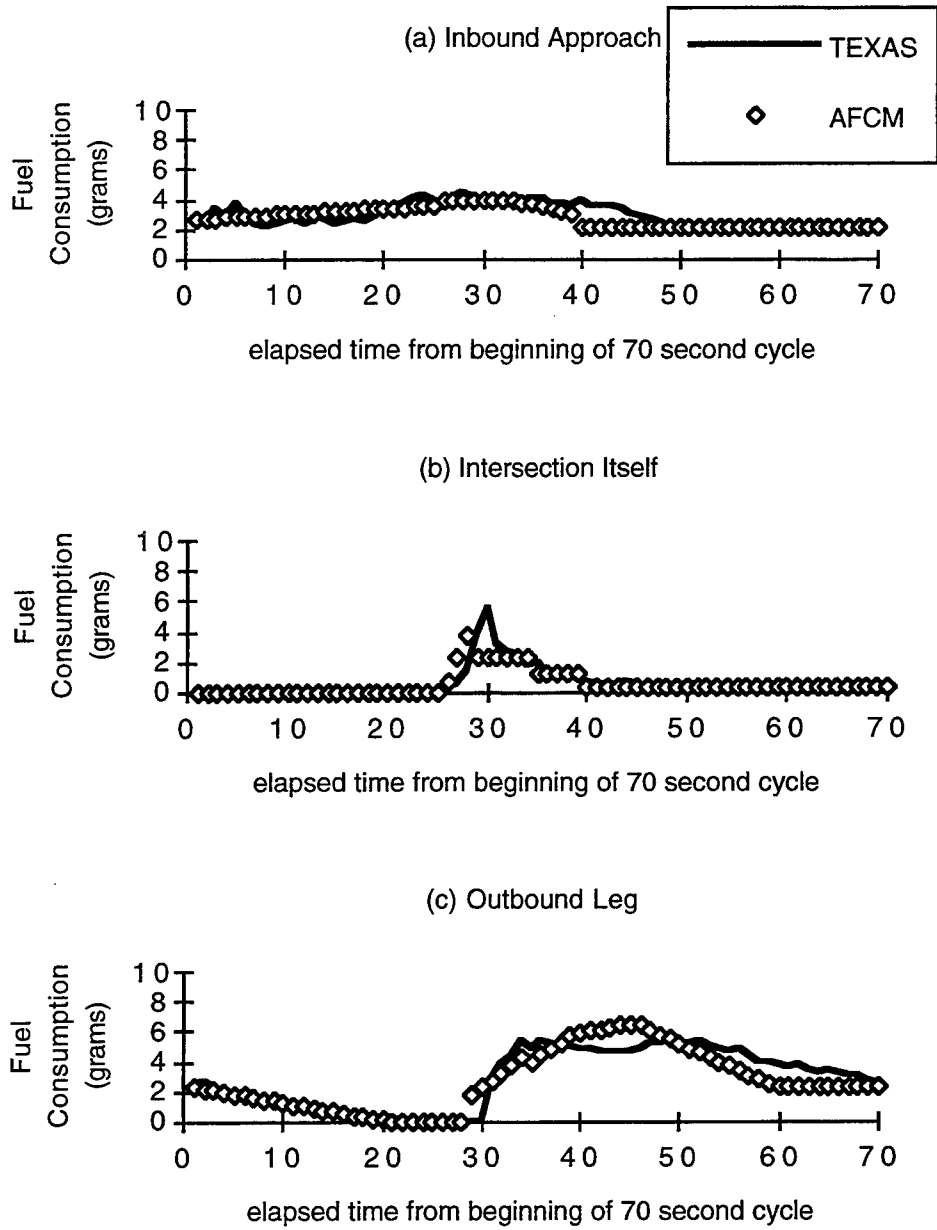 (a) Inbound Approach
TEXAS
AFCM
Fuel
Consumption
(grams)
10
8
6
4
2
0
0 10 20 30 40 50 60 70
elapsed time from beginning of 70 second cycle
(b) Intersection Itself
Fuel
Consumption
(grams)
10
8
6
4
2
0
0 10 20 30 40 50 60 70
elapsed time from beginning of 70 second cycle
(c) Outbound Leg
Fuel
Consumption
(grams)
10
8
6
4
2
0
0 10 20 30 40 50 60 70
elapsed time from beginning of 70 second cycle